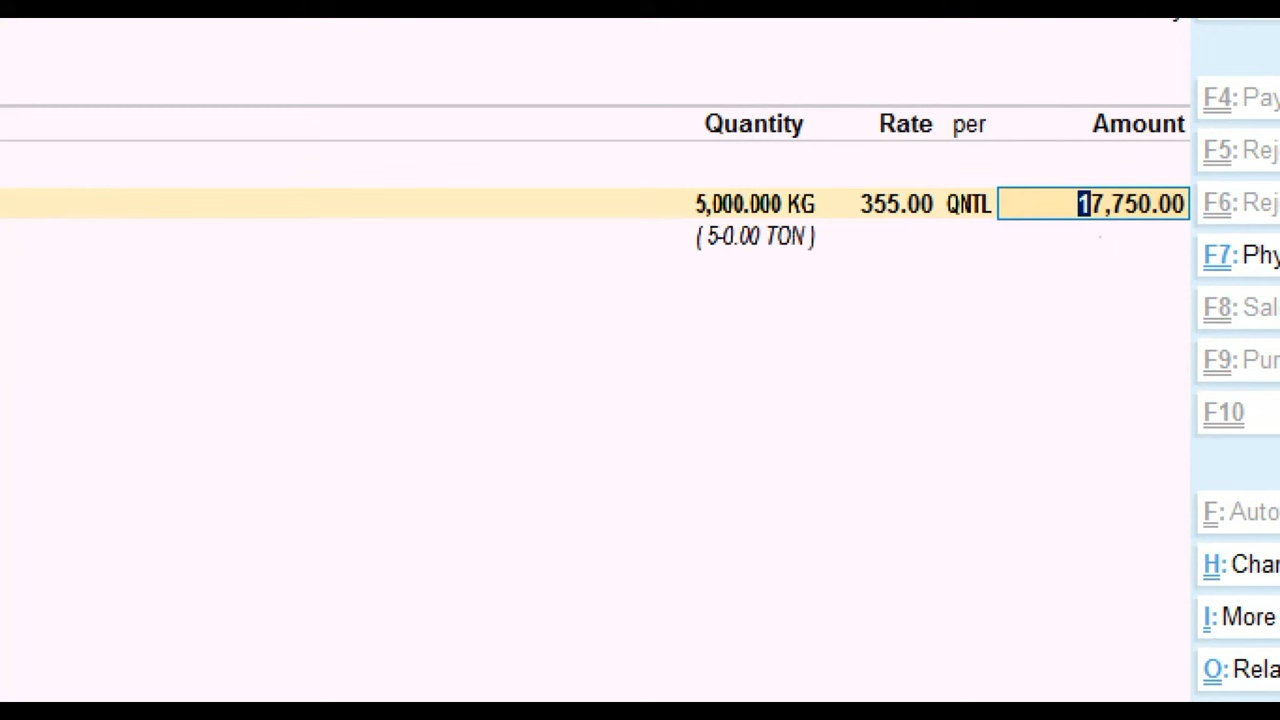 F4: Pay
Quantity Rate per Amount
F5: Rej
5,000.000 KG 355.00 QNTL 17,750.00
F6: Rej
( 5-0.00 TON )
F7: Phy
F8: Sal
F9: Pur
F10
F: Auto
H: Char
I: More
O: Rela